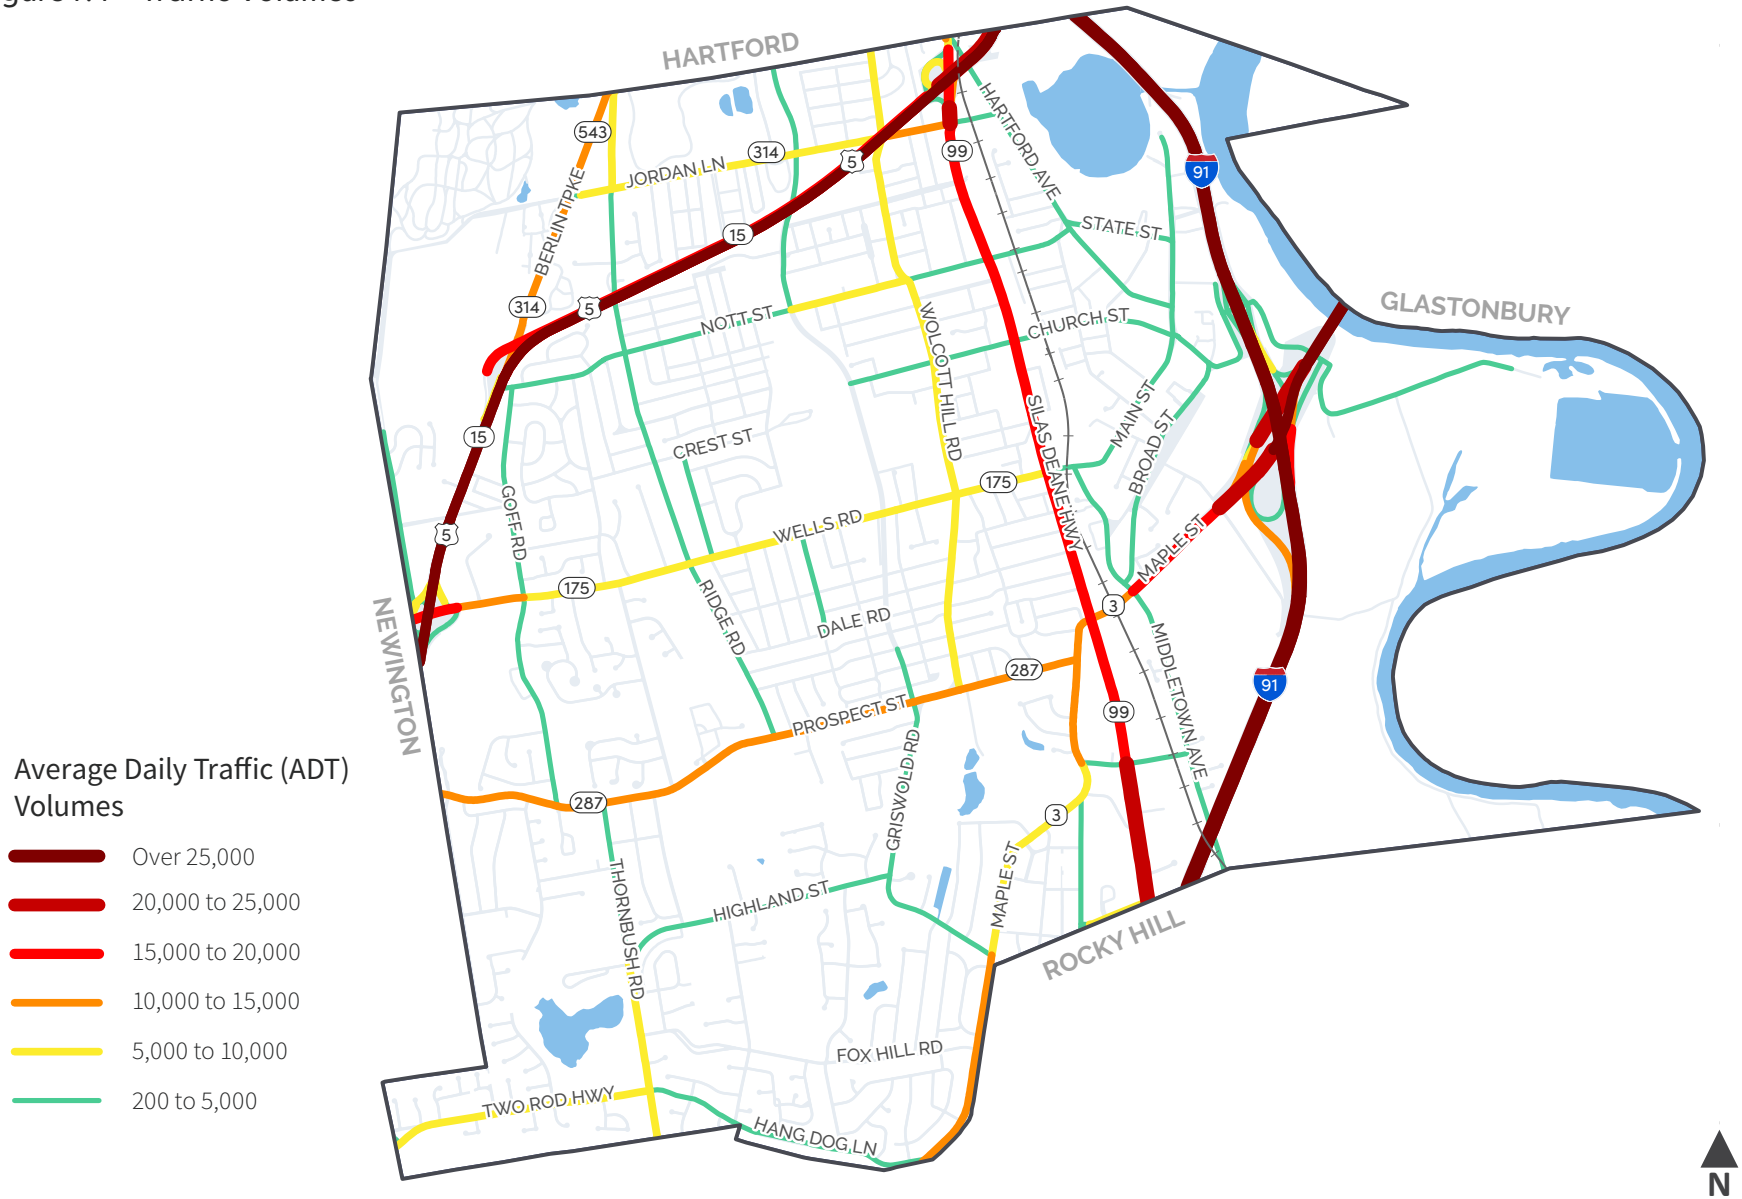 Traffic Volumes
HARTFORD
543
JORDAN LN
314
5
99
HARTFORD AVE
91
BERLIN TPKE
15
STATE ST
314
5
NOTT ST
WOLCOTT HILL RD
CHURCH ST
GLASTONBURY
15
CREST ST
SILAS DEANE HWY
MAIN ST
BROAD ST
175
5
GOFF RD
WELLS RD
MAPLE ST
175
RIDGE RD
DALE RD
3
NEWINGTON
287
MIDDLETOWN AVE
91
PROSPECT ST
99
GRISWOLD RD
287
3
THORNBUSH RD
HIGHLAND ST
MAPLE ST
ROCKY HILL
FOX HILL RD
TWO ROD HWY
HANG DOG LN
Average Daily Traffic (ADT)
Volumes
Over 25,000
20,000 to 25,000
15,000 to 20,000
10,000 to 15,000
5,000 to 10,000
200 to 5,000
N